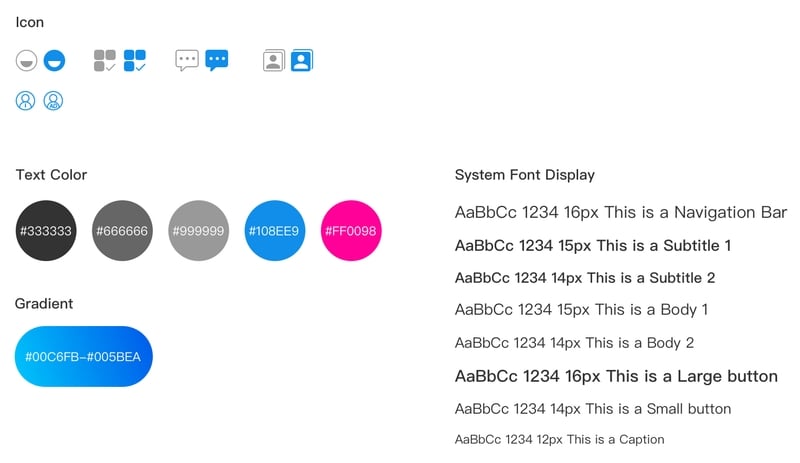 Icon
Text Color
#333333
#666666
#999999
#108EE9
#FF0098
Gradient
#00C6FB-#005BEA
System Font Display
AaBbCc 1234 16px This is a Navigation Bar
AaBbCc 1234 15px This is a Subtitle 1
AaBbCc 1234 14px This is a Subtitle 2
AaBbCc 1234 15px This is a Body 1
AaBbCc 1234 14px This is a Body 2
AaBbCc 1234 16px This is a Large button
AaBbCc 1234 14px This is a Small button
AaBbCc 1234 12px This is a Caption